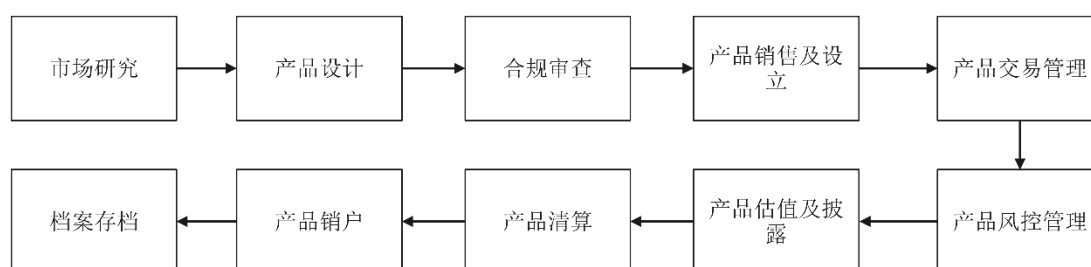 市场研究
产品设计
合规审查
产品销售及设
立
产品交易管理
产品风控管理
产品估值及披
露
产品清算
产品销户
档案存档